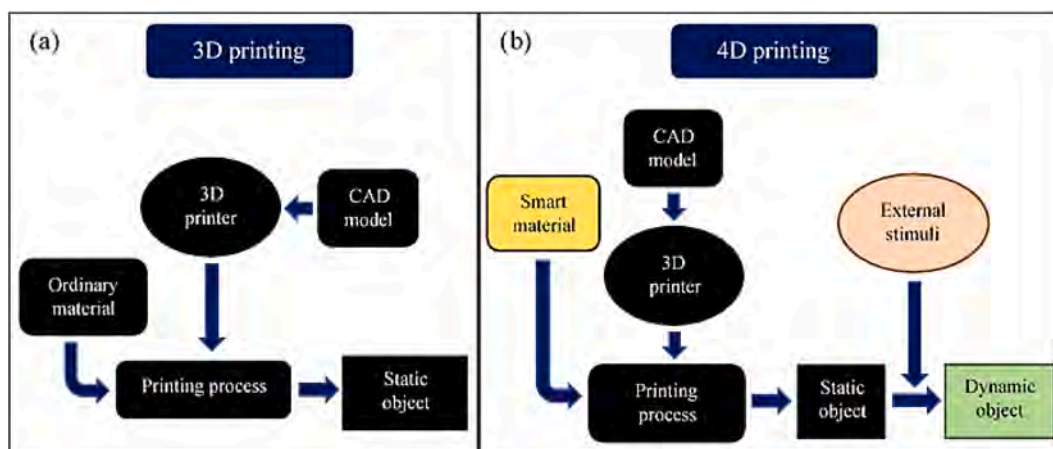 (a)
3D printing
3D
printer
CAD
model
Ordinary
material
Printing process
Static
object
(b)
4D printing
CAD
model
Smart
material
External
stimuli
3D
printer
Printing
process
Static
object
Dynamic
object